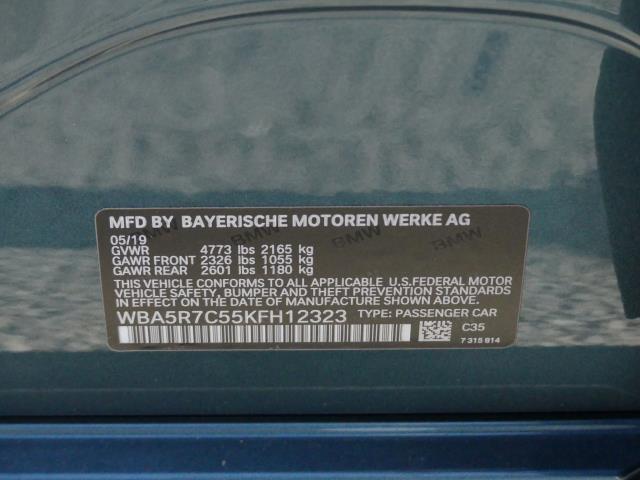 MFD BY BAYERISCHE MOTOREN WERKE AG
05/19
GVWR 4773 lbs 2165 kg
GAWR FRONT 2326 lbs 1055 kg
GAWR REAR 2601 lbs 1180 kg
THIS VEHICLE CONFORMS TO ALL APPLICABLE U.S.FEDERAL MOTOR
VEHICLE SAFETY, BUMPER, AND THEFT PREVENTION STANDARDS
IN EFFECT ON THE DATE OF MANUFACTURE SHOWN ABOVE.
WBA5R7C55KFH12323 TYPE: PASSENGER CAR
C35
7 315 914